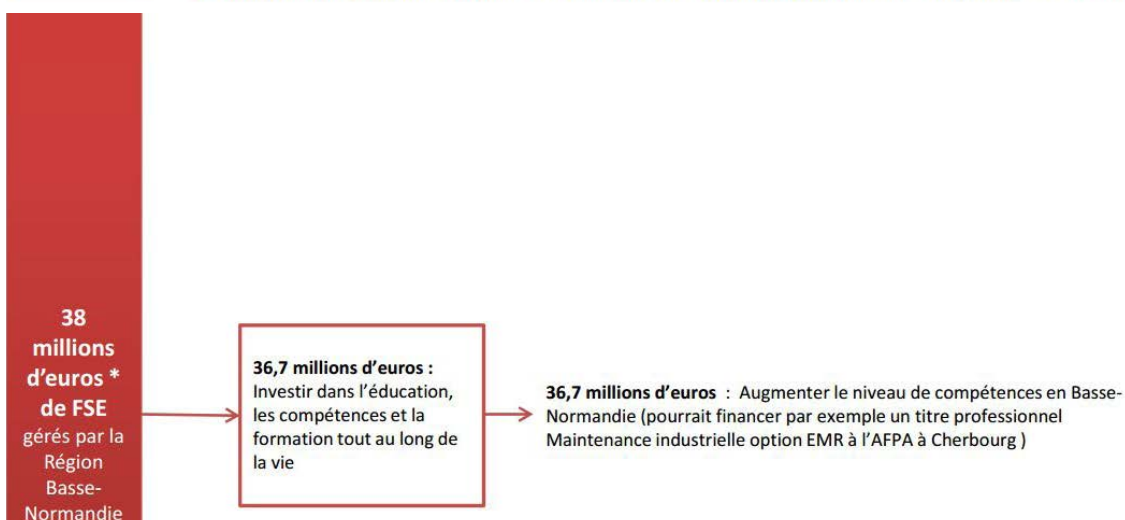 38
millions
d’euros *
de FSE
gérés par la
Région
Basse-
Normandie
36,7 millions d’euros :
Investir dans l’éducation,
les compétences et la
formation tout au long de
la vie
36,7 millions d’euros : Augmenter le niveau de compétences en Basse-
Normandie (pourrait financer par exemple un titre professionnel
Maintenance industrielle option EMR à l’AFPA à Cherbourg )